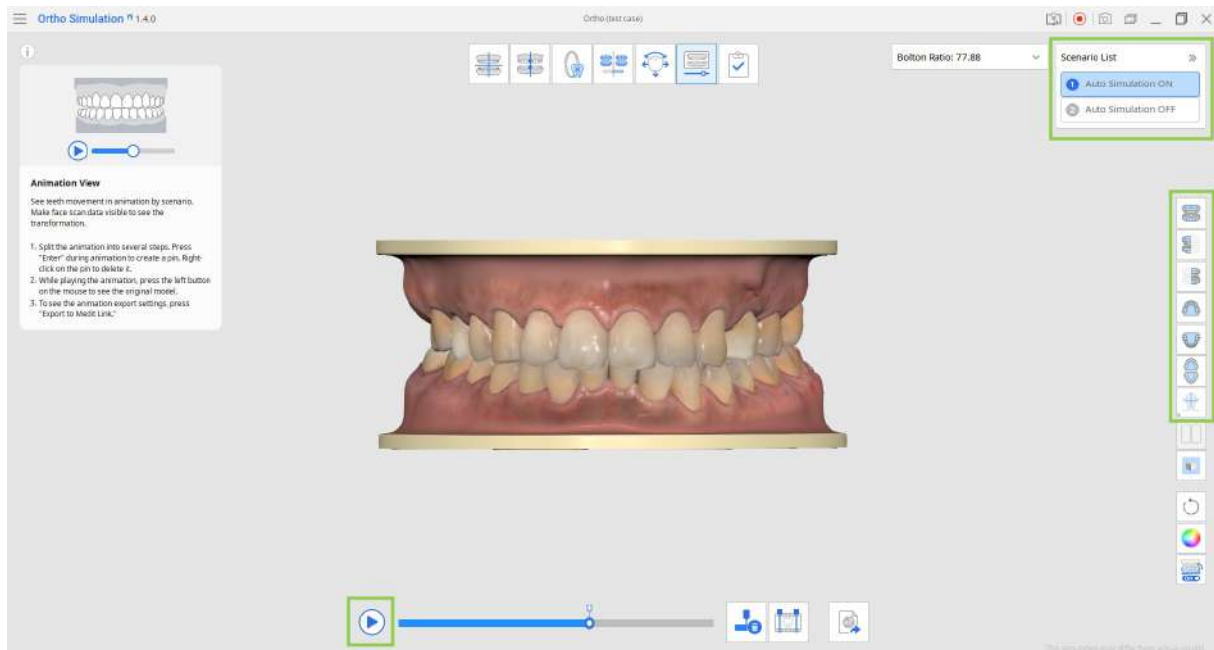 Ortho Simulation 1.4.0
Ortho (test case)
Bolton Ratio: 77.88
Scenario List
1 Auto Simulation ON
2 Auto Simulation OFF
Animation View
See teeth movement in animation by scenario.
Make face scan data visible to see the
transformation.
1. Split the animation into several steps. Press
"Enter" during animation to create a pin. Right-
click on the pin to delete it.
2. While playing the animation, press the left button
on the mouse to see the original model.
3. To see the animation export settings, press
"Export to Medit Link."